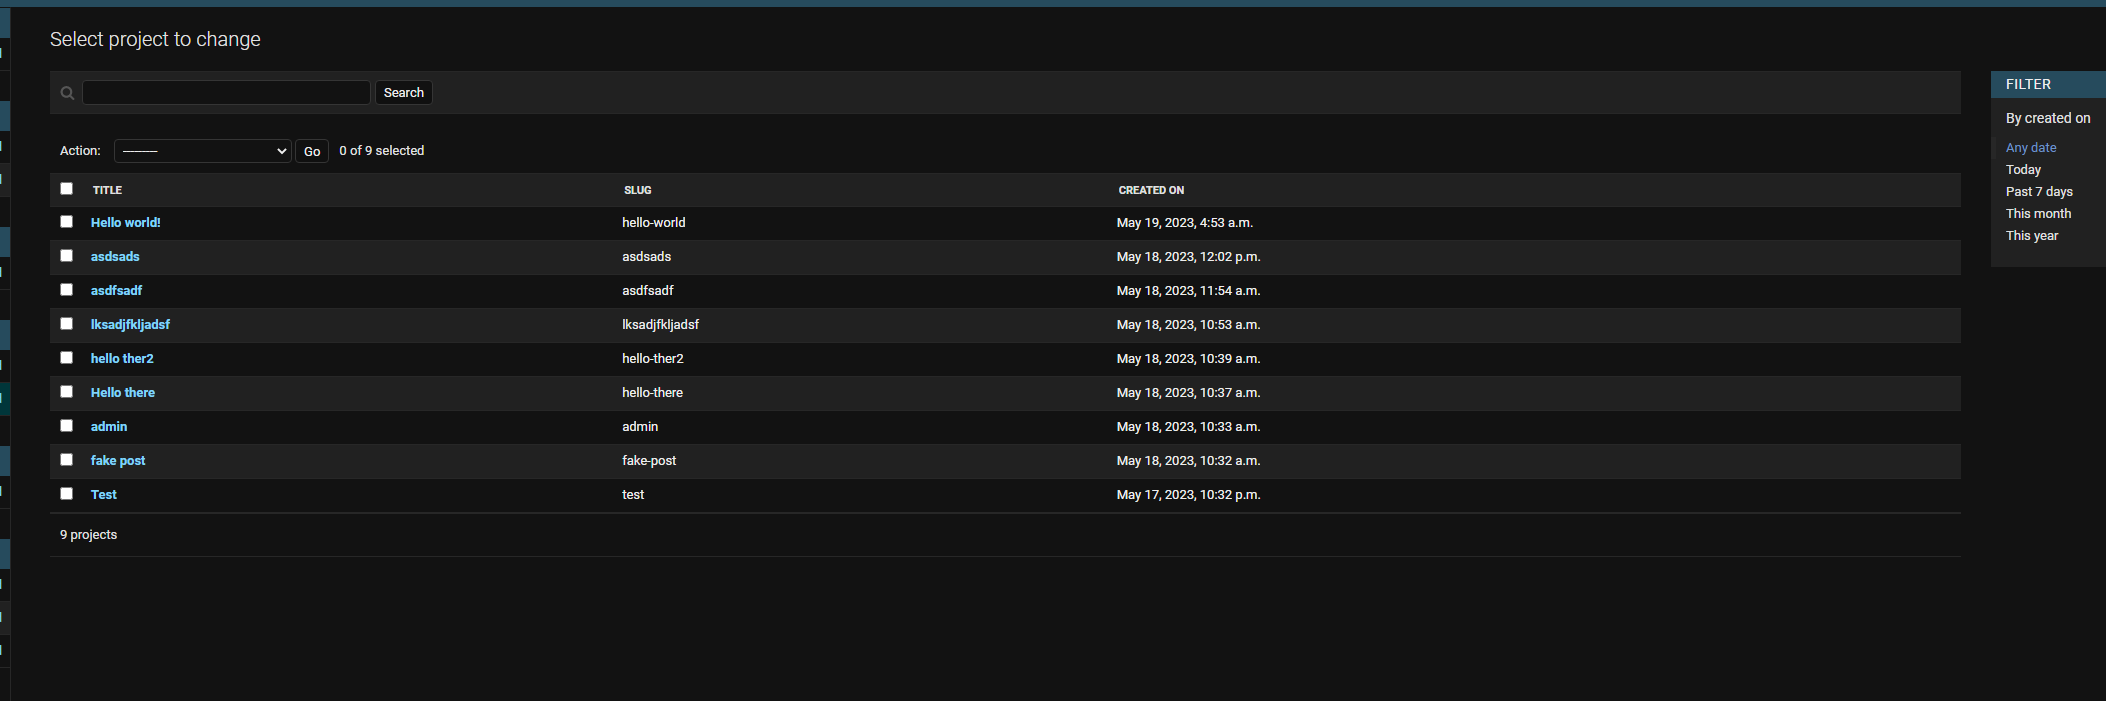 Select project to change
Search
Action: --------- Go 0 of 9 selected
TITLE SLUG CREATED ON
Hello world! hello-world May 19, 2023, 4:53 a.m.
asdsads asdsads May 18, 2023, 12:02 p.m.
asdfsadf asdfsadf May 18, 2023, 11:54 a.m.
lksadjfkljadsf lksadjfkljadsf May 18, 2023, 10:53 a.m.
hello ther2 hello-ther2 May 18, 2023, 10:39 a.m.
Hello there hello-there May 18, 2023, 10:37 a.m.
admin admin May 18, 2023, 10:33 a.m.
fake post fake-post May 18, 2023, 10:32 a.m.
Test test May 17, 2023, 10:32 p.m.
9 projects
FILTER
By created on
Any date
Today
Past 7 days
This month
This year